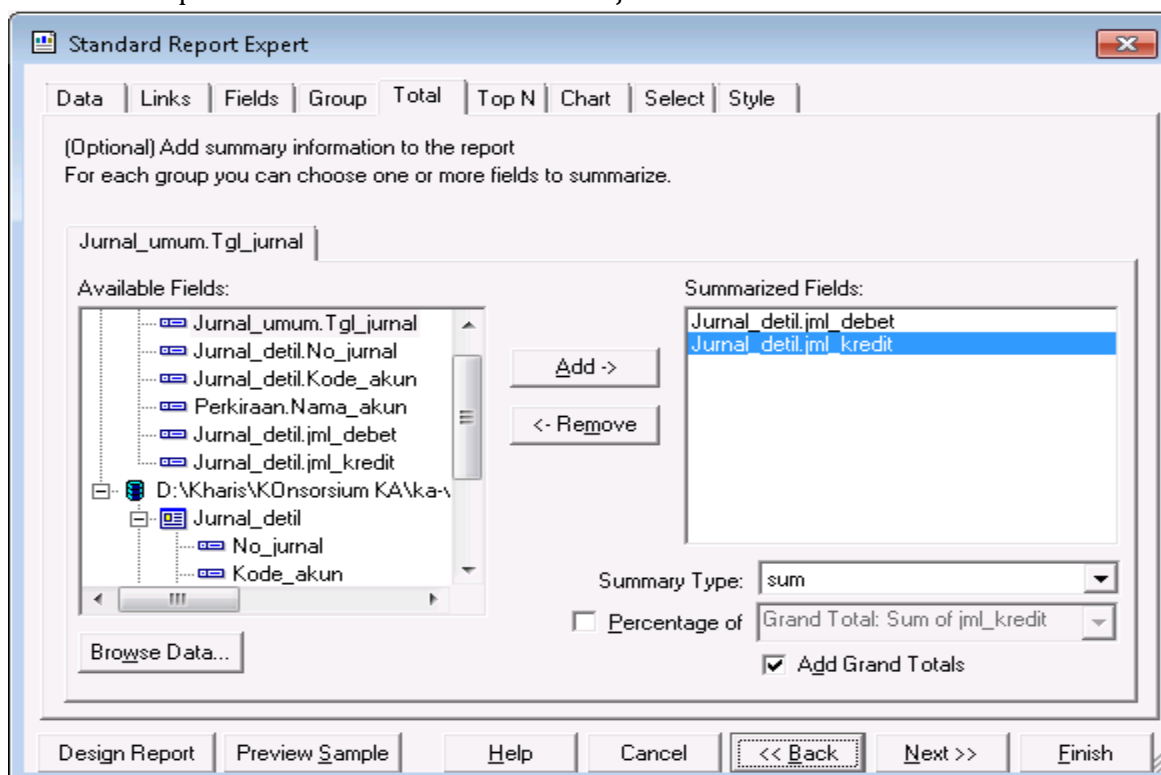 Standard Report Expert
Data Links Fields Group Total Top N Chart Select Style
(Optional) Add summary information to the report
For each group you can choose one or more fields to summarize.
Jurnal_umum.Tgl_jurnal
Available Fields:
Jurnal_umum.Tgl_jurnal
Jurnal_detil.No_jurnal
Jurnal_detil.Kode_akun
Perkiraan.Nama_akun
Jurnal_detil.jml_debet
Jurnal_detil.jml_kredit
D:\Kharis\KOnsorsium KA\ka-
Jurnal_detil
No_jurnal
Kode_akun
Browse Data...
Add ->
<- Remove
Summarized Fields:
Jurnal_detil.jml_debet
Jurnal_detil.jml_kredit
Summary Type: sum
Percentage of Grand Total: Sum of jml_kredit
Add Grand Totals
Design Report Preview Sample Help Cancel << Back Next >> Finish